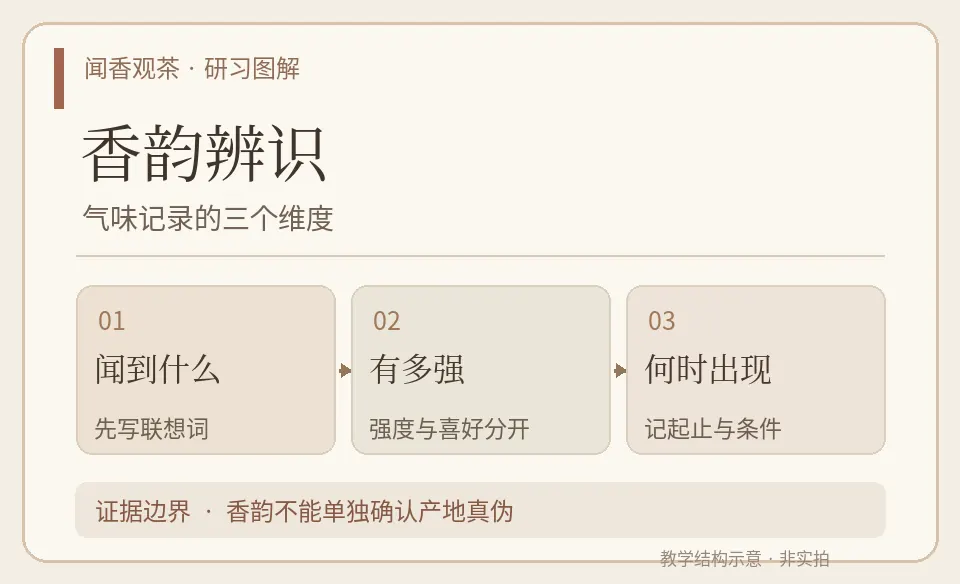 闻香观茶 · 研习图解
香韵辨识
气味记录的三个维度
01
闻到什么
先写联想词
02
有多强
强度与喜好分开
03
何时出现
记起止与条件
证据边界 · 香韵不能单独确认产地真伪
教学结构示意 · 非实拍